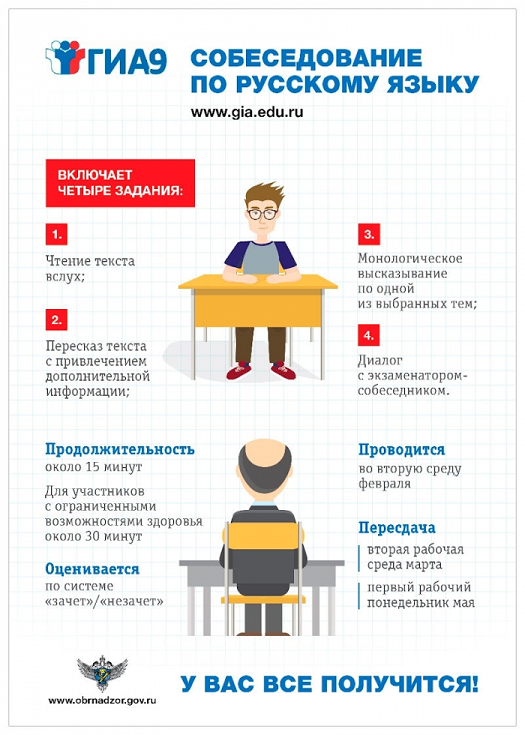 ГИА9
СОБЕСЕДОВАНИЕ
ПО РУССКОМУ ЯЗЫКУ
www.gia.edu.ru
ВКЛЮЧАЕТ
ЧЕТЫРЕ ЗАДАНИЯ:
1.
Чтение текста
вслух;
2.
Пересказ текста
с привлечением
дополнительной
информации;
3.
Монологическое
высказывание
по одной
из выбранных тем;
4.
Диалог
с экзаменатором-
собеседником.
Продолжительность
около 15 минут
Для участников
с ограниченными
возможностями здоровья
около 30 минут
Оценивается
по системе
«зачет»/«незачет»
Проводится
во вторую среду
февраля
Пересдача
вторая рабочая
среда марта
первый рабочий
понедельник мая
www.obrnadzor.gov.ru
У ВАС ВСЕ ПОЛУЧИТСЯ!